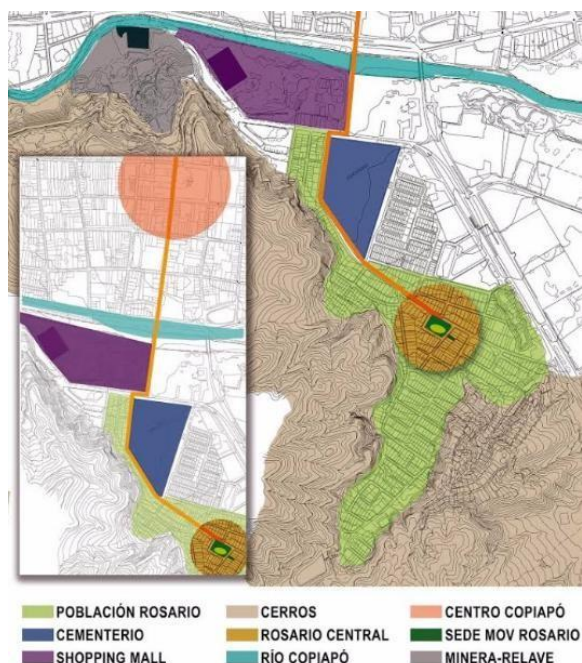 POBLACIÓN ROSARIO
CERROS
CENTRO COPIAPÓ
CEMENTERIO
ROSARIO CENTRAL
SEDE MOV ROSARIO
SHOPPING MALL
RÍO COPIAPÓ
MINERA-RELAVE